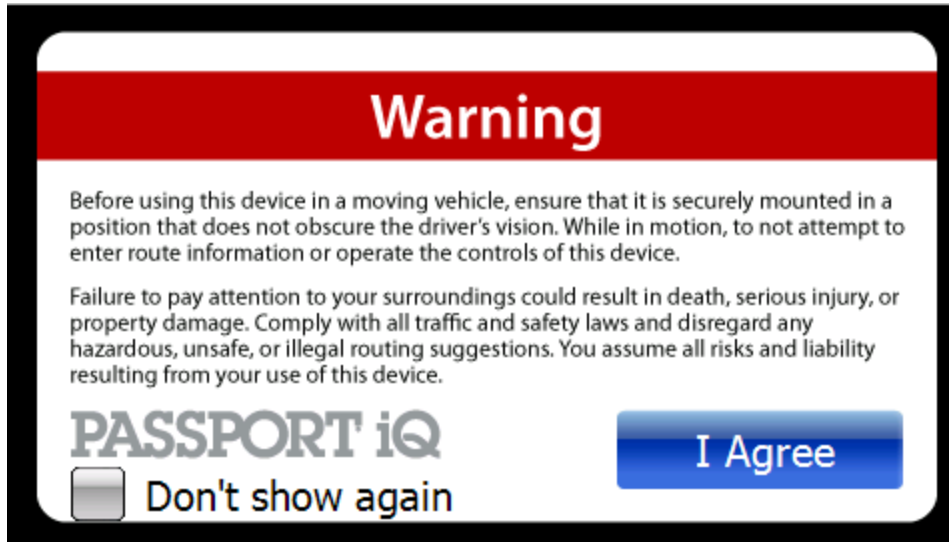 Warning
Before using this device in a moving vehicle, ensure that it is securely mounted in a
position that does not obscure the driver's vision. While in motion, to not attempt to
enter route information or operate the controls of this device.
Failure to pay attention to your surroundings could result in death, serious injury, or
property damage. Comply with all traffic and safety laws and disregard any
hazardous, unsafe, or illegal routing suggestions. You assume all risks and liability
resulting from your use of this device.
PASSPORT iQ
I Agree
Don't show again